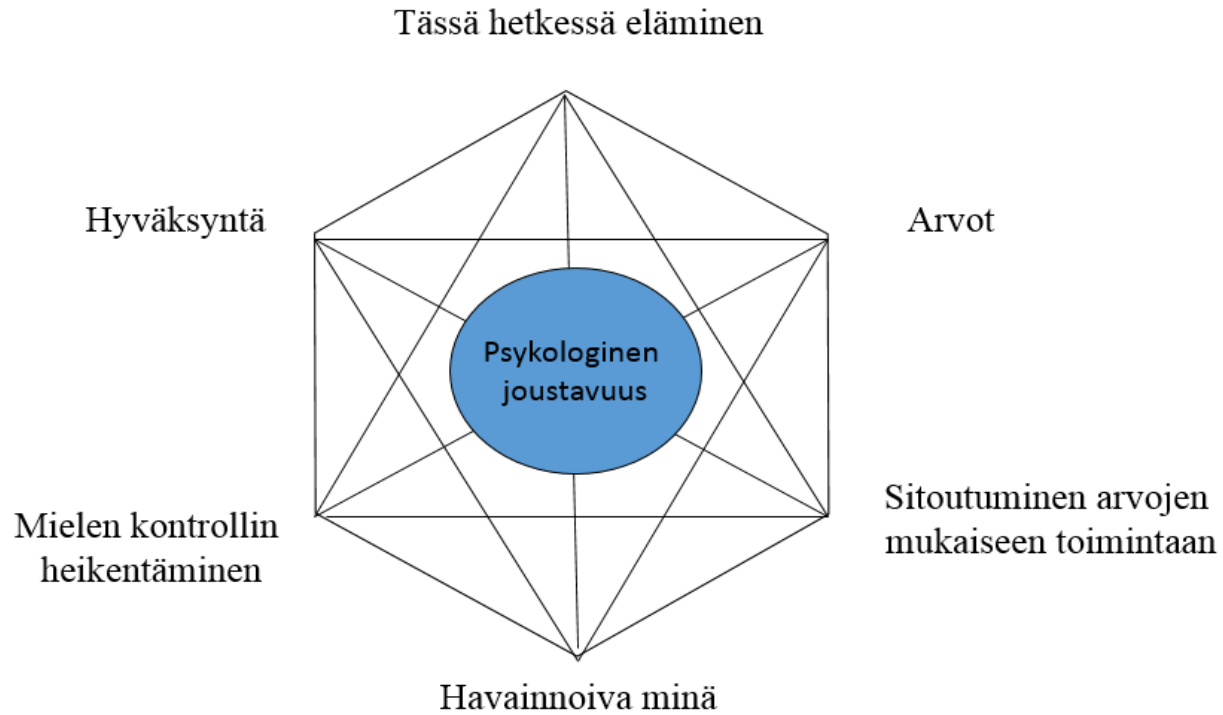 Tässä hetkessä eläminen
Hyväksyntä
Arvot
Psykologinen
joustavuus
Mielen kontrollin
heikentäminen
Sitoutuminen arvojen
mukaiseen toimintaan
Havainnoiva minä